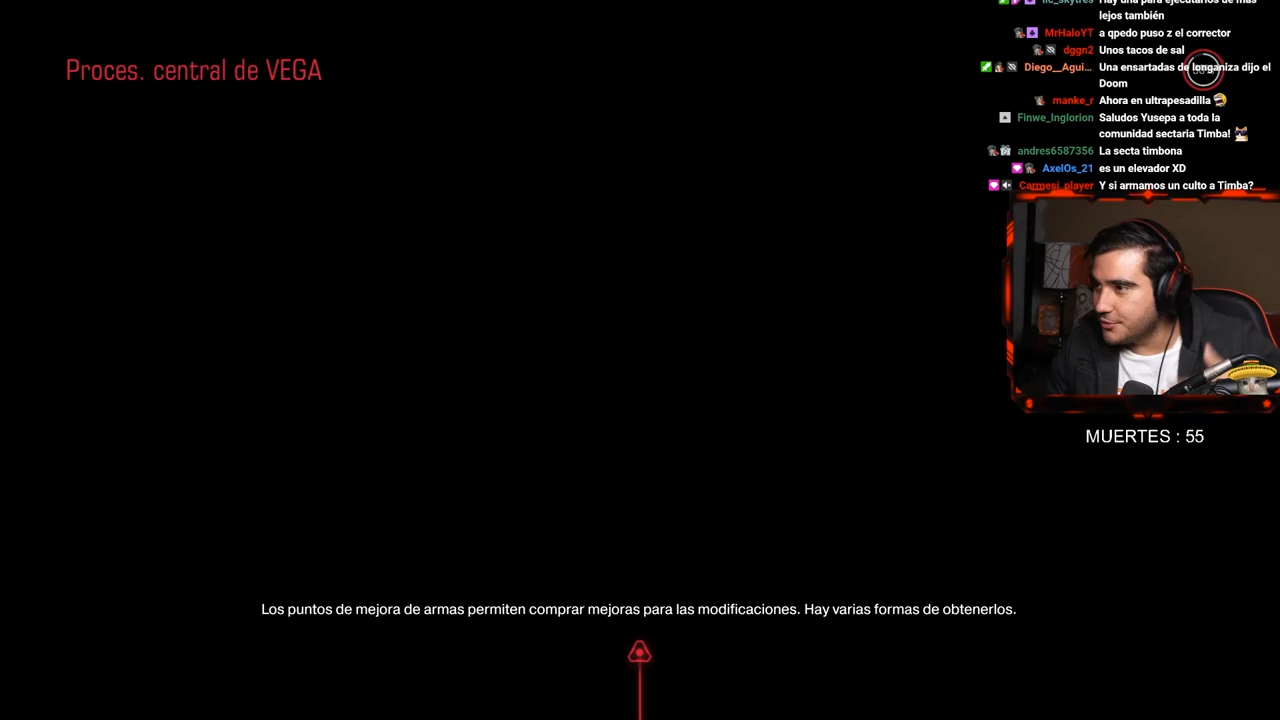 Hay una para ejecutarlos de más
lejos también
MrHaloYT a qpedo puso z el corrector
Proces. central de VEGA
dggn2 Unos tacos de sal
Diego__Agui... Una ensartadas de longaniza dijo el
Doom
manke_r Ahora en ultrapesadilla
Finwe_Inglorion Saludos Yusepa a toda la
comunidad sectaria Timba!
andres6587356 La secta timbona
AxelOs_21 es un elevador XD
Carmesi_player Y si armamos un culto a Timba?
MUERTES : 55
Los puntos de mejora de armas permiten comprar mejoras para las modificaciones. Hay varias formas de obtenerlos.